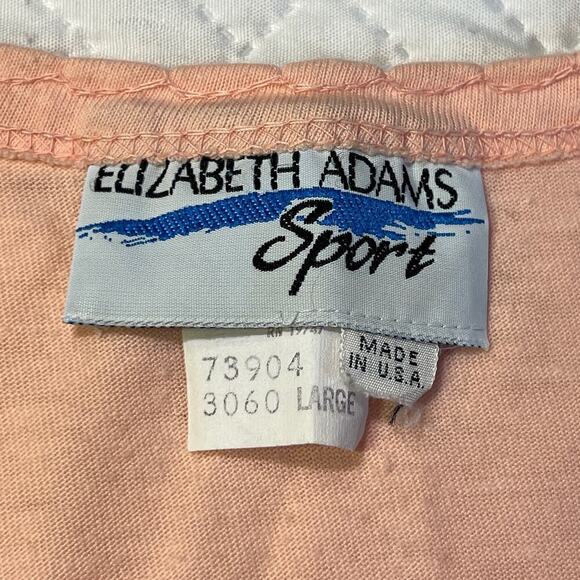 ELIZABETH ADAMS
Sport
73904
3060 LARGE
MADE
IN U.S.A.